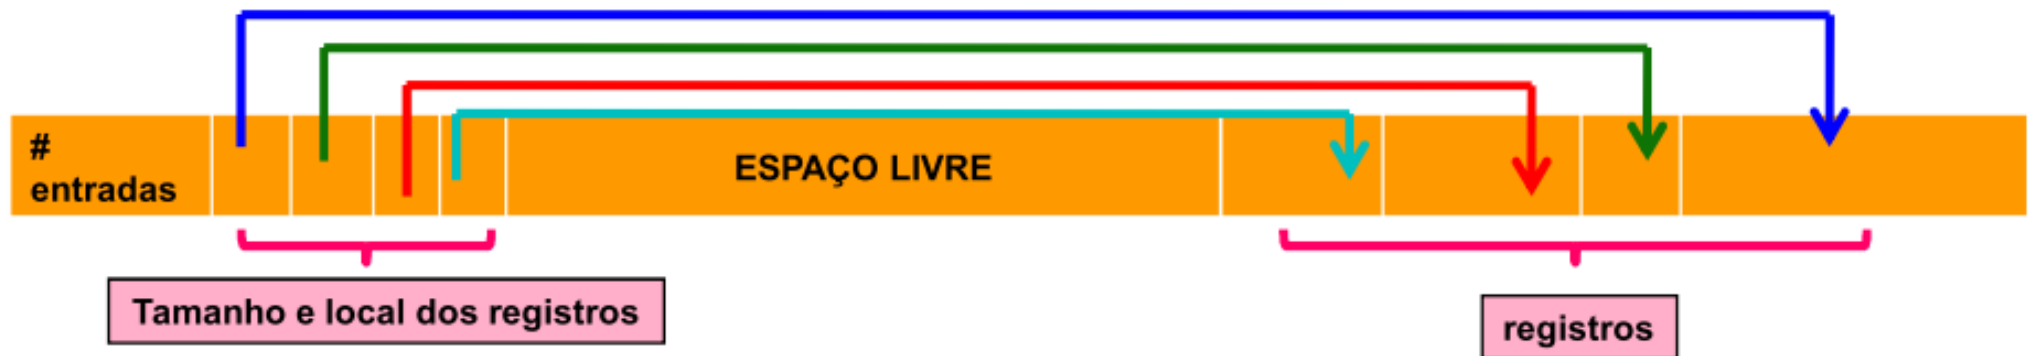 #
entradas
ESPAÇO LIVRE
Tamanho e local dos registros
registros